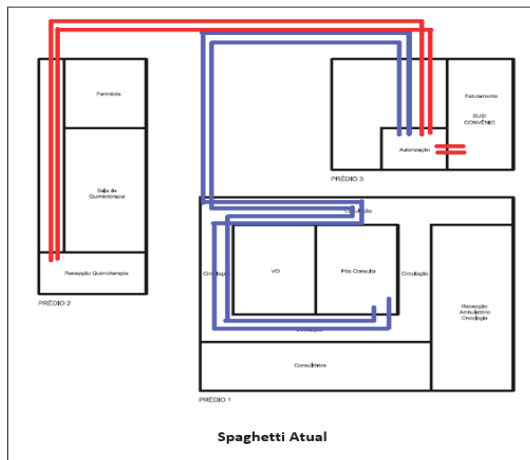 Farmácia
Sala de
Quimioterapia
Recepção Quimioterapia
PRÉDIO 2
Faturamento
SUS/
CONVÊNIO
Autorização
PRÉDIO 3
Circulação
VO
Pós Consulta
Circulação
Recepção
Ambulatório
Oncologia
Consultórios
PRÉDIO 1
Spaghetti Atual